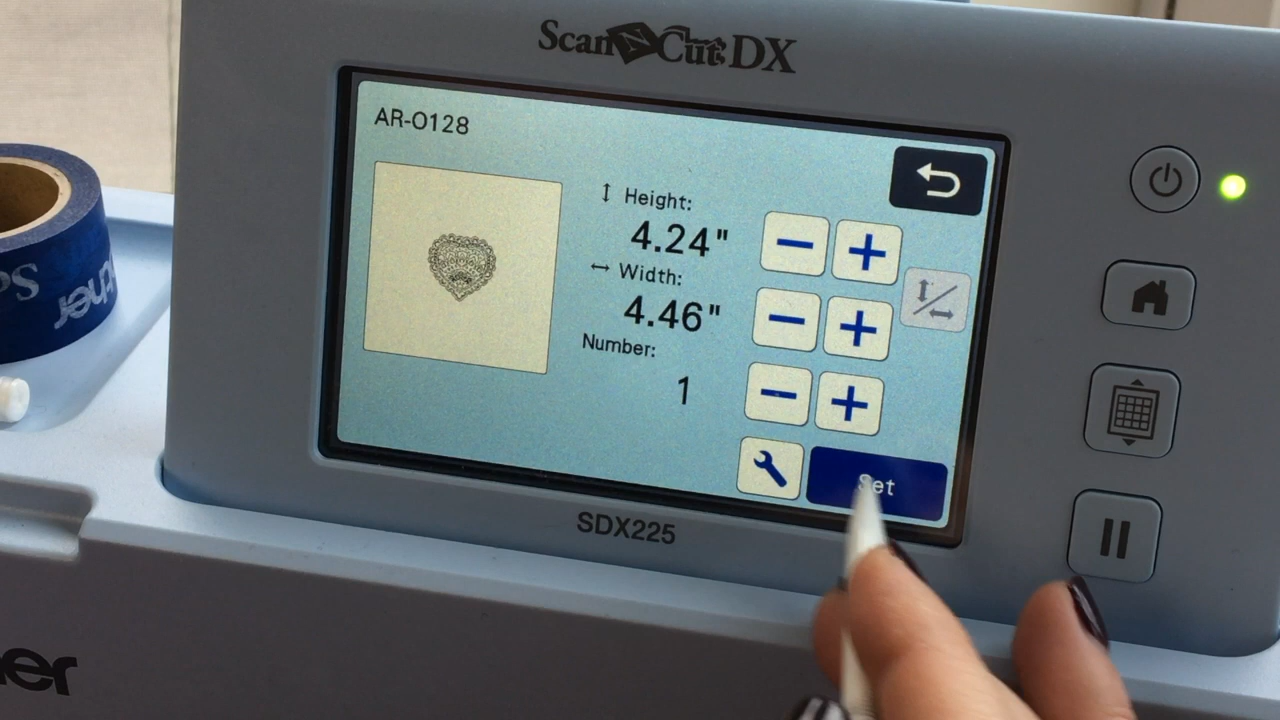 ScanNCut DX
AR-O128
Height:
4.24"
Width:
4.46"
Number:
1
Set
SDX225